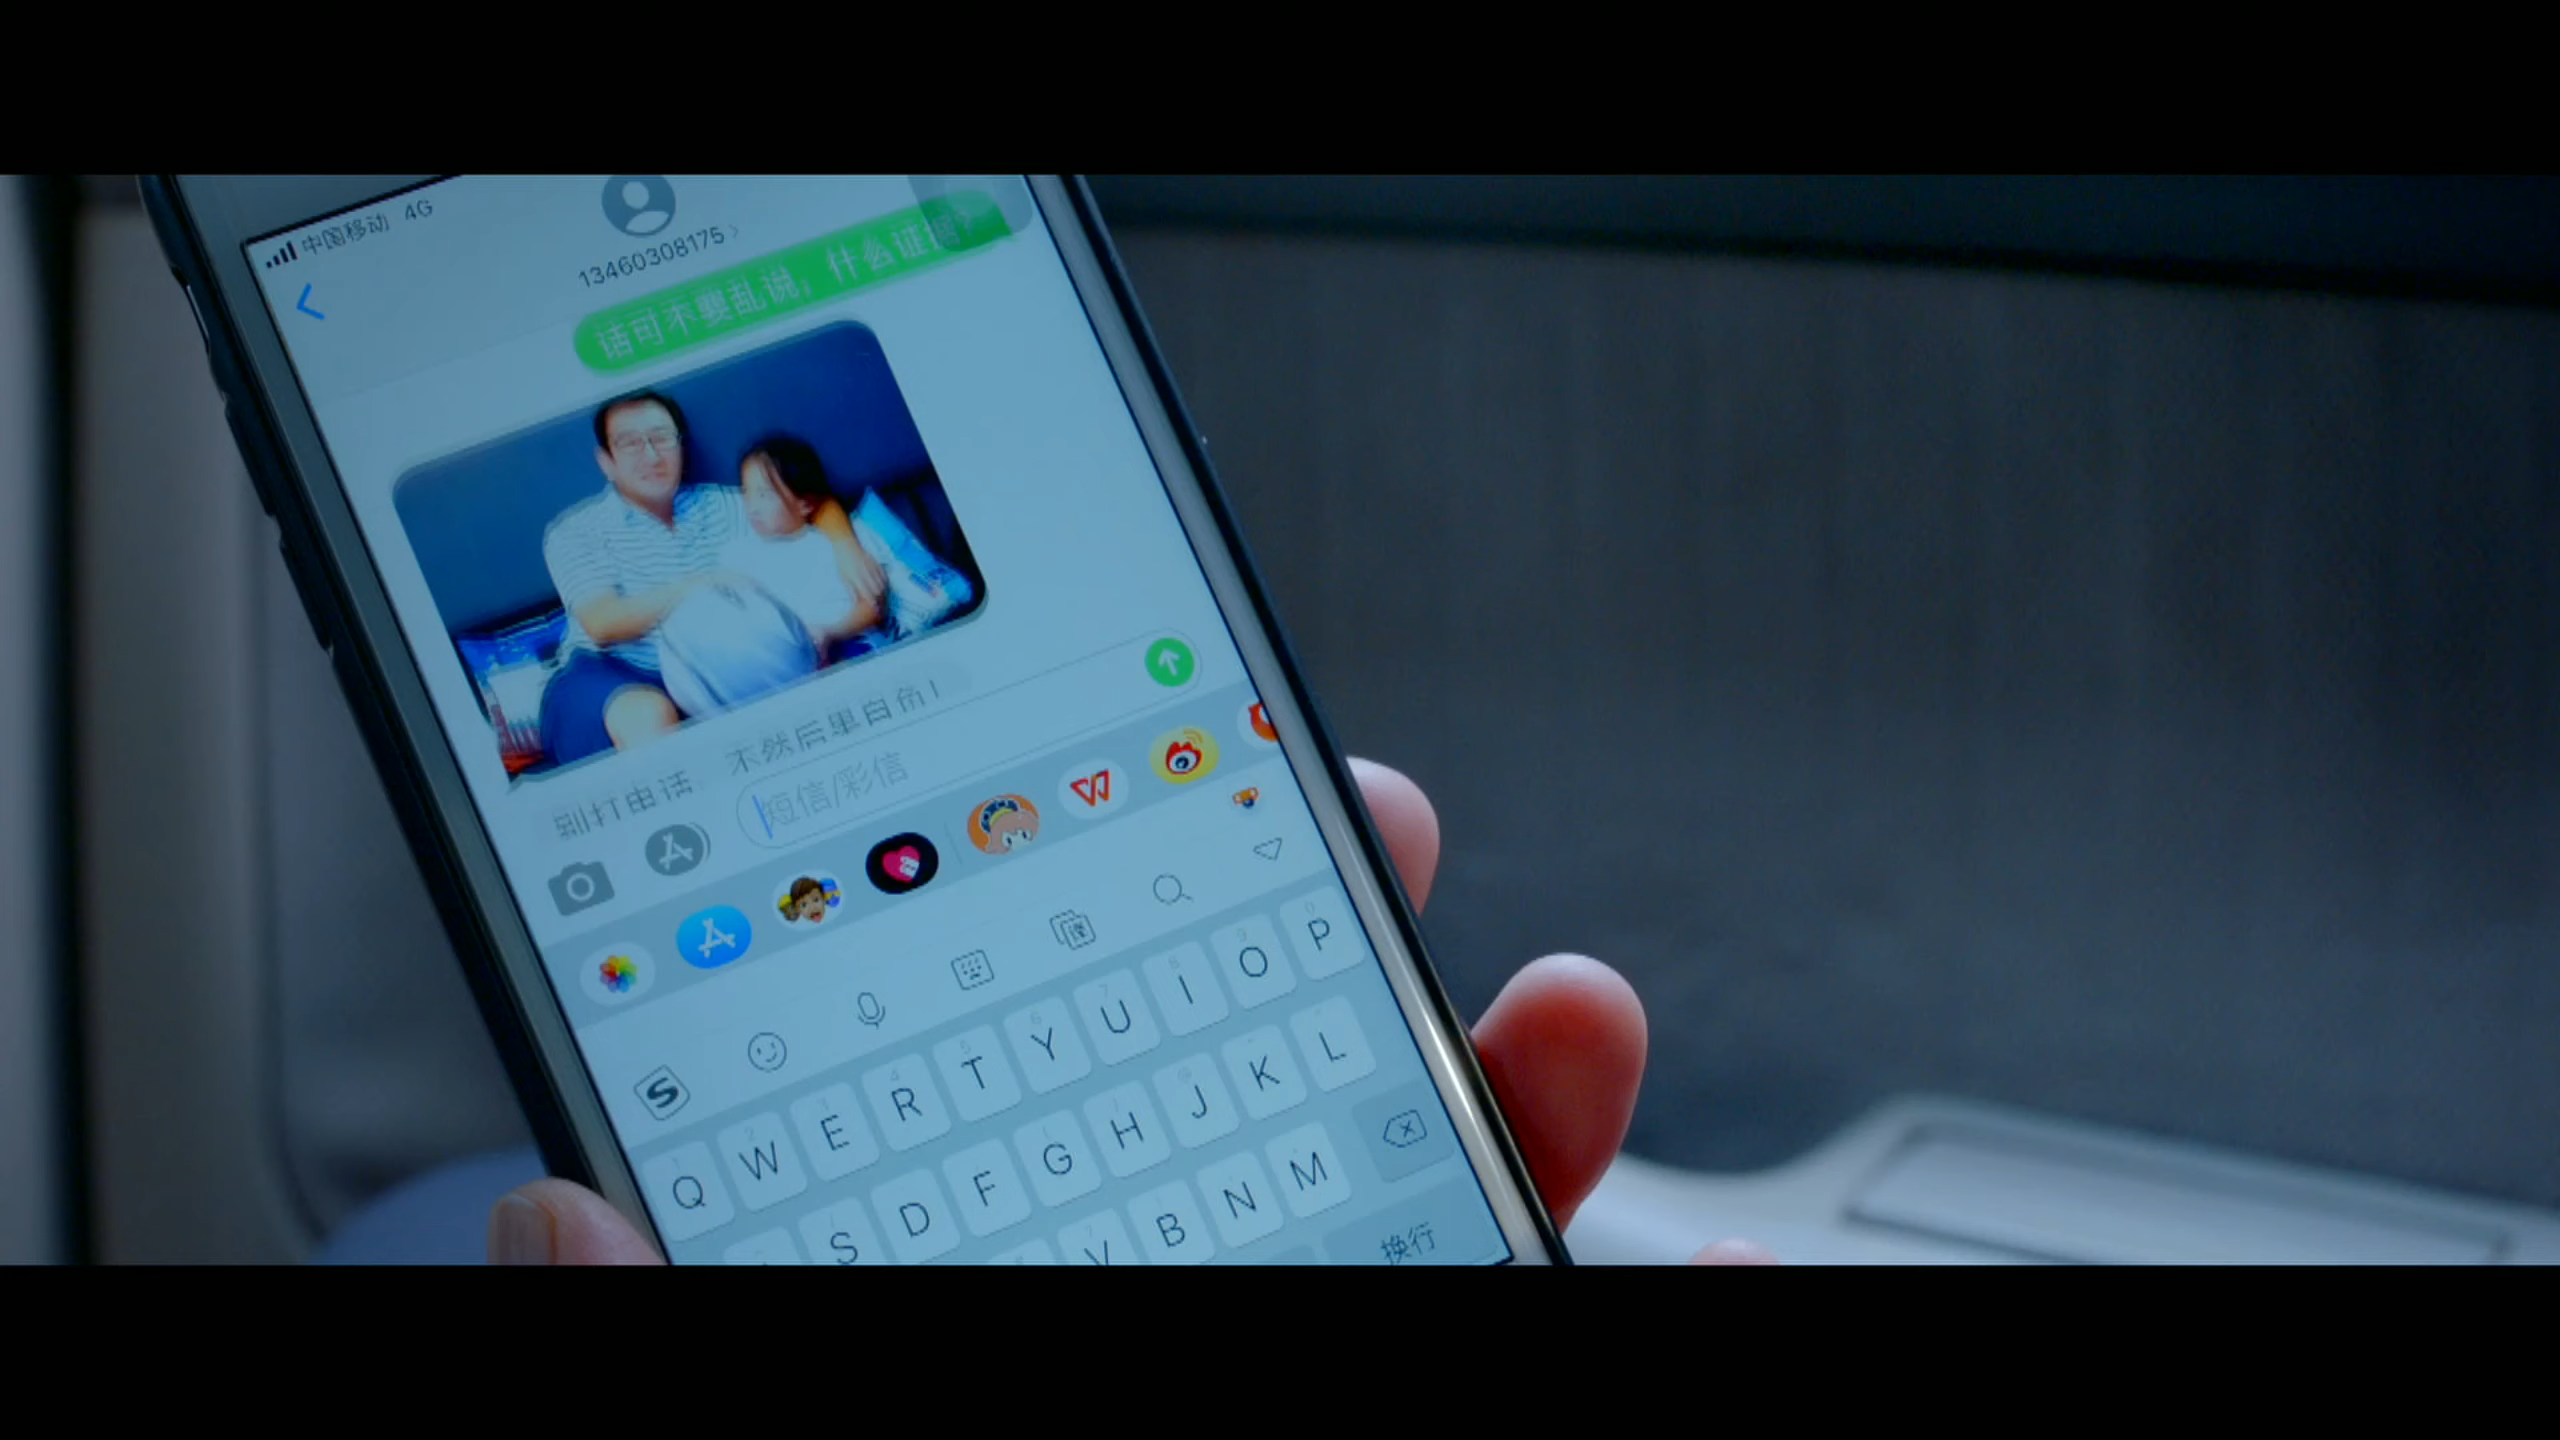 中国移动 4G
13460308175
话可不要乱说，什么证据？
别打电话 不然后果自负！
短信/彩信
Q W E R T Y U I O P
S D F G H J K L
V B N M
换行